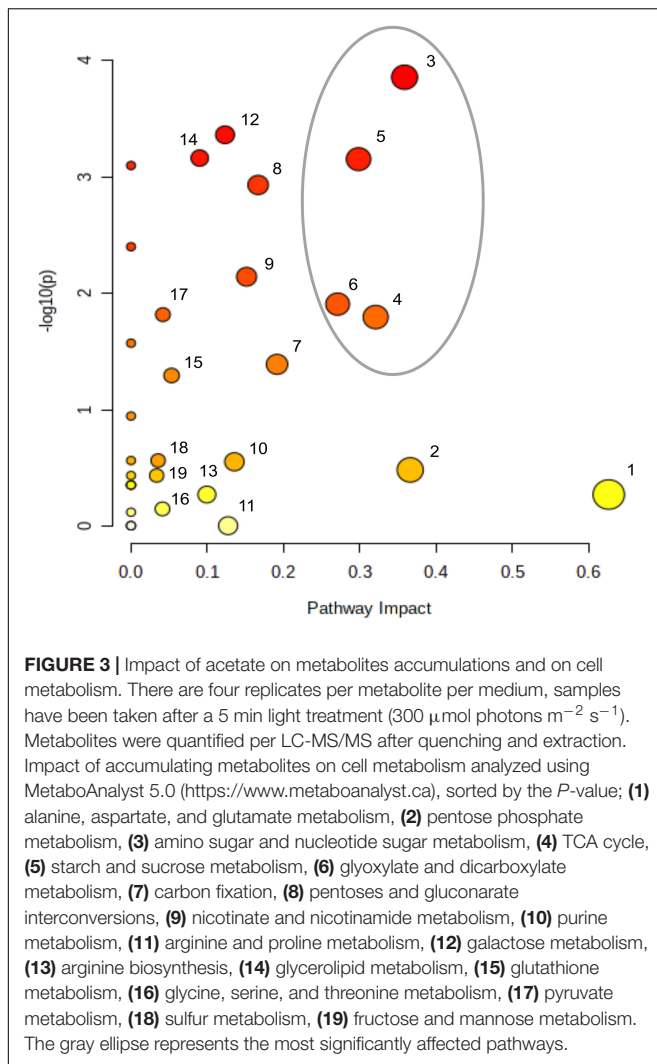 4
3
2
1
0
-log10(p)
3
12
14
5
8
9
6
4
17
7
15
18
10
2
1
19
13
16
11
0.0 0.1 0.2 0.3 0.4 0.5 0.6
Pathway Impact
FIGURE 3 | Impact of acetate on metabolites accumulations and on cell
metabolism. There are four replicates per metabolite per medium, samples
have been taken after a 5 min light treatment (300 μmol photons m⁻² s⁻¹).
Metabolites were quantified per LC-MS/MS after quenching and extraction.
Impact of accumulating metabolites on cell metabolism analyzed using
MetaboAnalyst 5.0 (https://www.metaboanalyst.ca), sorted by the P-value; (1)
alanine, aspartate, and glutamate metabolism, (2) pentose phosphate
metabolism, (3) amino sugar and nucleotide sugar metabolism, (4) TCA cycle,
(5) starch and sucrose metabolism, (6) glyoxylate and dicarboxylate
metabolism, (7) carbon fixation, (8) pentoses and gluconarate
interconversions, (9) nicotinate and nicotinamide metabolism, (10) purine
metabolism, (11) arginine and proline metabolism, (12) galactose metabolism,
(13) arginine biosynthesis, (14) glycerolipid metabolism, (15) glutathione
metabolism, (16) glycine, serine, and threonine metabolism, (17) pyruvate
metabolism, (18) sulfur metabolism, (19) fructose and mannose metabolism.
The gray ellipse represents the most significantly affected pathways.